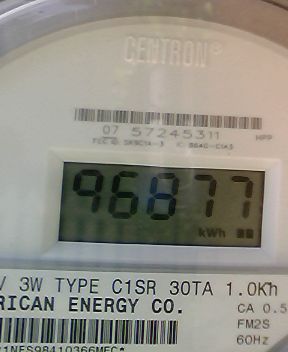 CENTRON®
07 57245311
HPP
96877
kWh
V 3W TYPE C1SR 30TA 1.0Kh
RICAN ENERGY CO.
CA 0.5
FM2S
60Hz